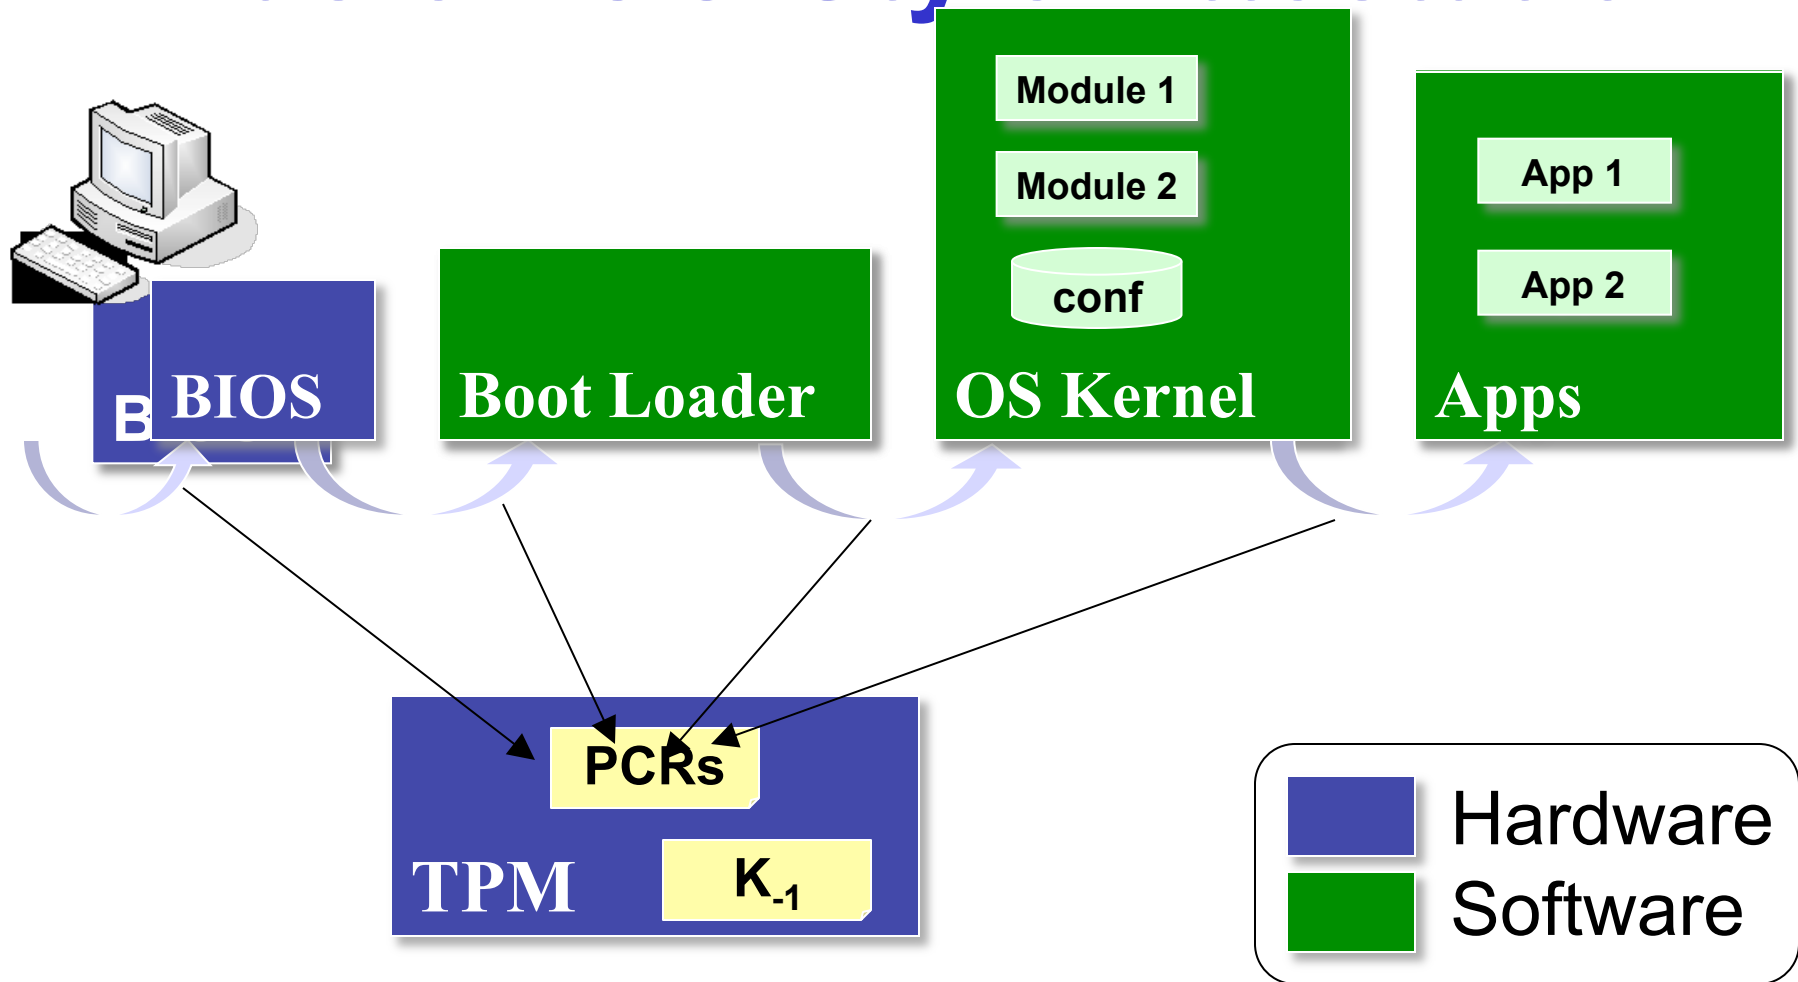 Module 1
Module 2
conf
App 1
App 2
B
BIOS
Boot Loader
OS Kernel
Apps
PCRs
TPM
K-1
Hardware
Software